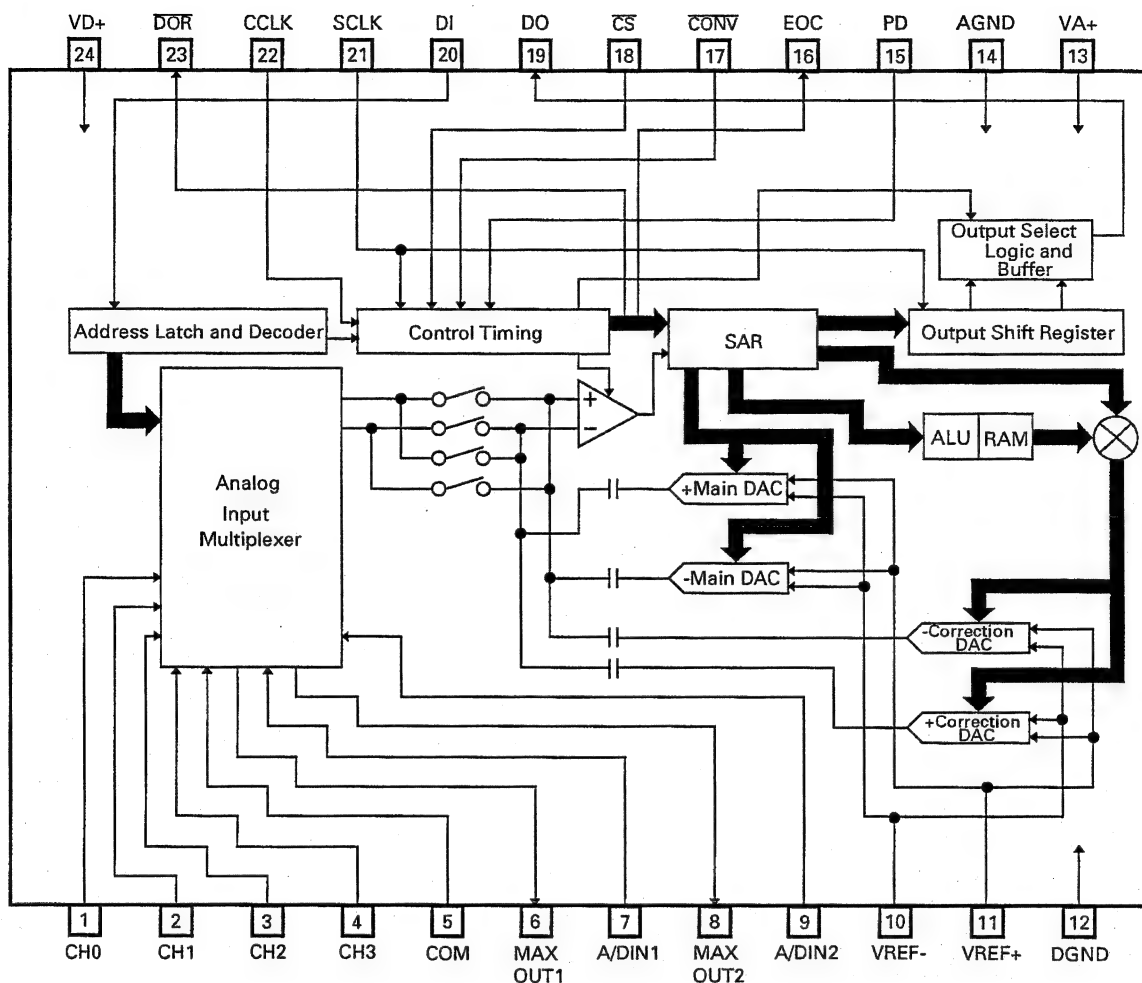 VD+ DOR CCLK SCLK DI DO CS CONV EOC PD AGND VA+
24 23 22 21 20 19 18 17 16 15 14 13
Output Select
Logic and
Buffer
Address Latch and Decoder
Control Timing
SAR
Output Shift Register
+
−
ALU RAM
Analog
Input
Multiplexer
+Main DAC
-Main DAC
-Correction
DAC
+Correction
DAC
1 2 3 4 5 6 7 8 9 10 11 12
CH0 CH1 CH2 CH3 COM MAX A/DIN1 MAX A/DIN2 VREF- VREF+ DGND
OUT1 OUT2